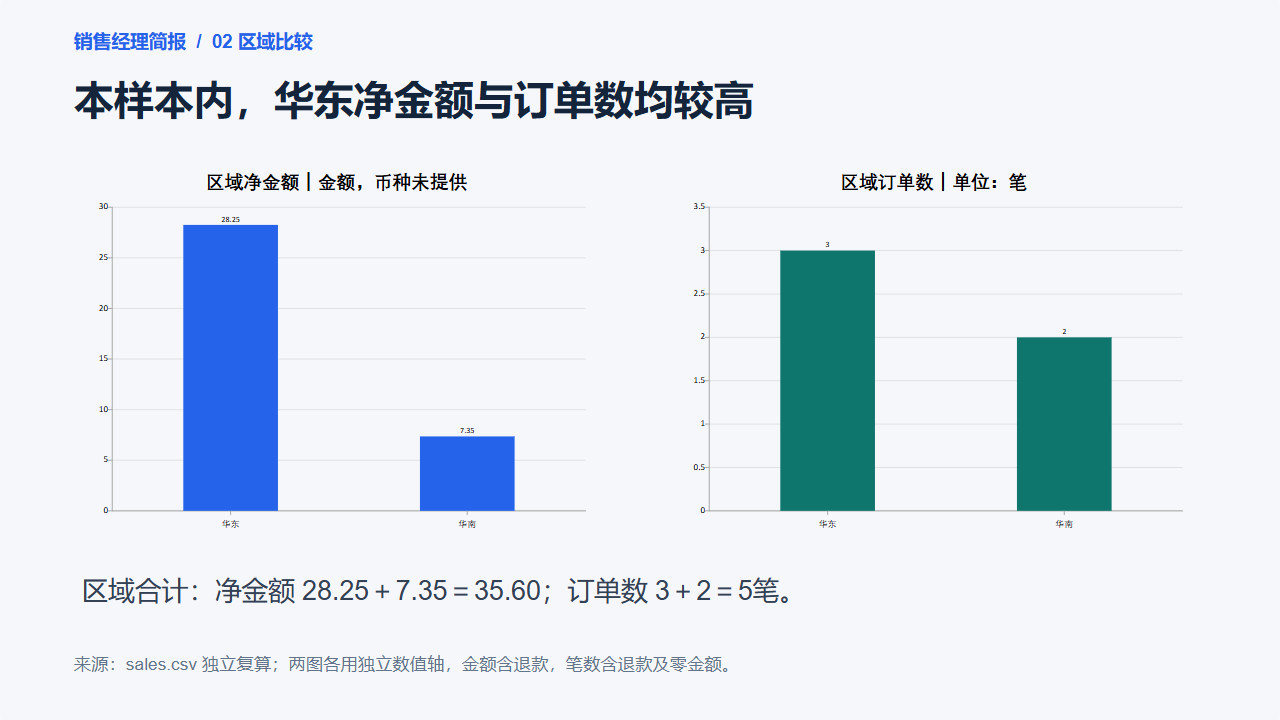 销售经理简报 / 02 区域比较
本样本内，华东净金额与订单数均较高
区域净金额｜金额，币种未提供
30
25
20
15
10
5
0
28.25
7.35
华东
华南
区域订单数｜单位：笔
3.5
3
2.5
2
1.5
1
0.5
0
3
2
华东
华南
区域合计：净金额 28.25 + 7.35 = 35.60；订单数 3 + 2 = 5笔。
来源：sales.csv 独立复算；两图各用独立数值轴，金额含退款，笔数含退款及零金额。